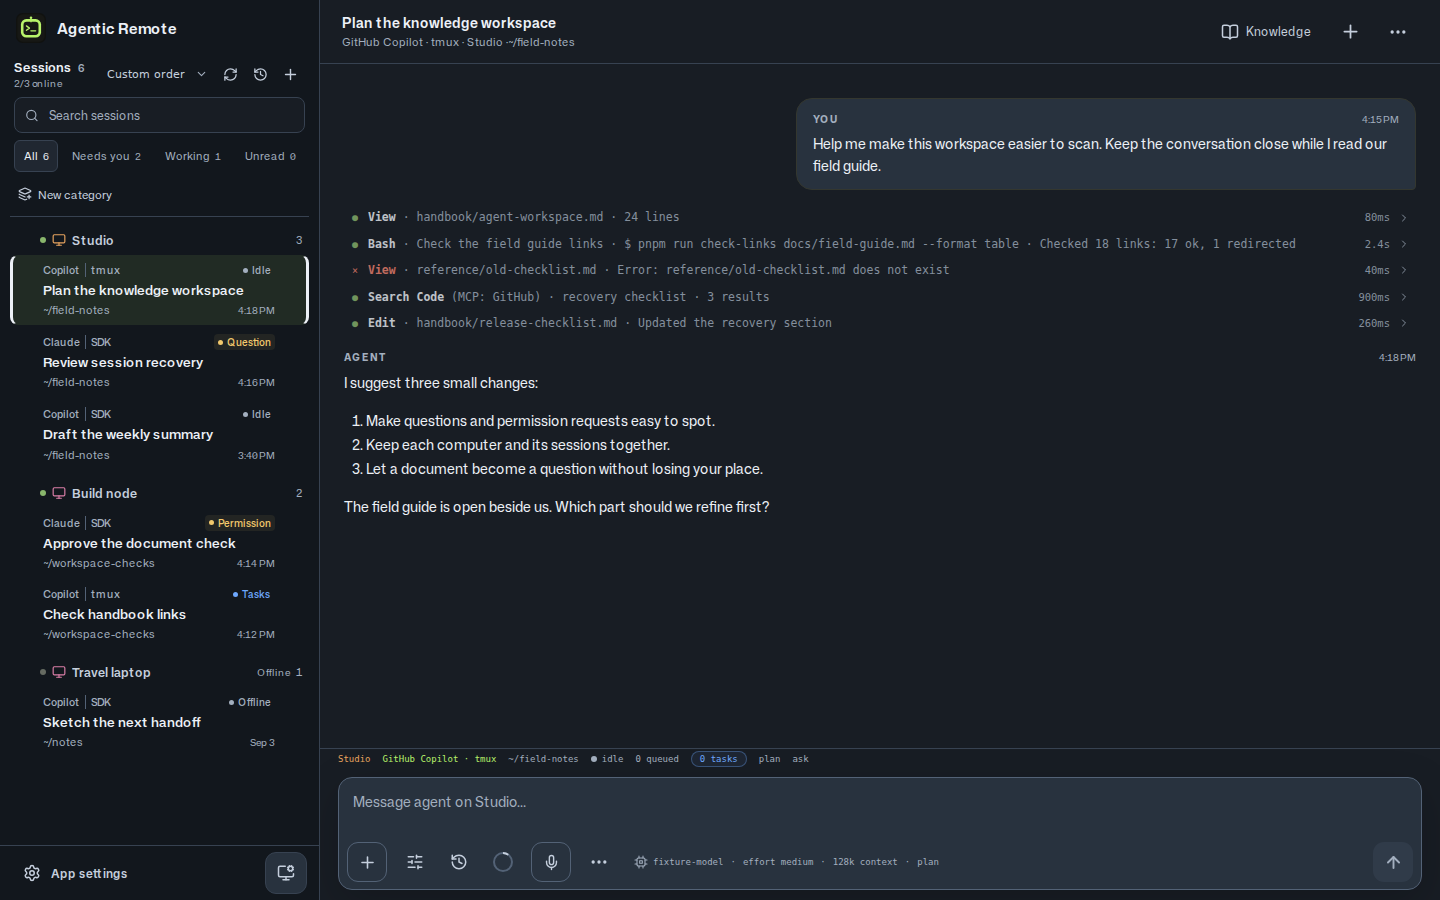 Agentic Remote
Sessions 6
2/3 online
Custom order
Search sessions
All 6
Needs you 2
Working 1
Unread 0
New category
Studio 3
Copilot | tmux
Idle
Plan the knowledge workspace
~/field-notes
4:18 PM
Claude | SDK
Question
Review session recovery
~/field-notes
4:16 PM
Copilot | SDK
Idle
Draft the weekly summary
~/field-notes
3:40 PM
Build node 2
Claude | SDK
Permission
Approve the document check
~/workspace-checks
4:14 PM
Copilot | tmux
Tasks
Check handbook links
~/workspace-checks
4:12 PM
Travel laptop
Offline 1
Copilot | SDK
Offline
Sketch the next handoff
~/notes
Sep 3
App settings
Plan the knowledge workspace
GitHub Copilot · tmux · Studio · ~/field-notes
Knowledge
YOU
4:15 PM
Help me make this workspace easier to scan. Keep the conversation close while I read our
field guide.
View · handbook/agent-workspace.md · 24 lines 80ms
Bash · Check the field guide links · $ pnpm run check-links docs/field-guide.md --format table · Checked 18 links: 17 ok, 1 redirected 2.4s
× View · reference/old-checklist.md · Error: reference/old-checklist.md does not exist 40ms
Search Code (MCP: GitHub) · recovery checklist · 3 results 900ms
Edit · handbook/release-checklist.md · Updated the recovery section 260ms
AGENT
4:18 PM
I suggest three small changes:
1. Make questions and permission requests easy to spot.
2. Keep each computer and its sessions together.
3. Let a document become a question without losing your place.
The field guide is open beside us. Which part should we refine first?
Studio GitHub Copilot · tmux ~/field-notes idle 0 queued 0 tasks plan ask
Message agent on Studio...
fixture-model · effort medium · 128k context · plan